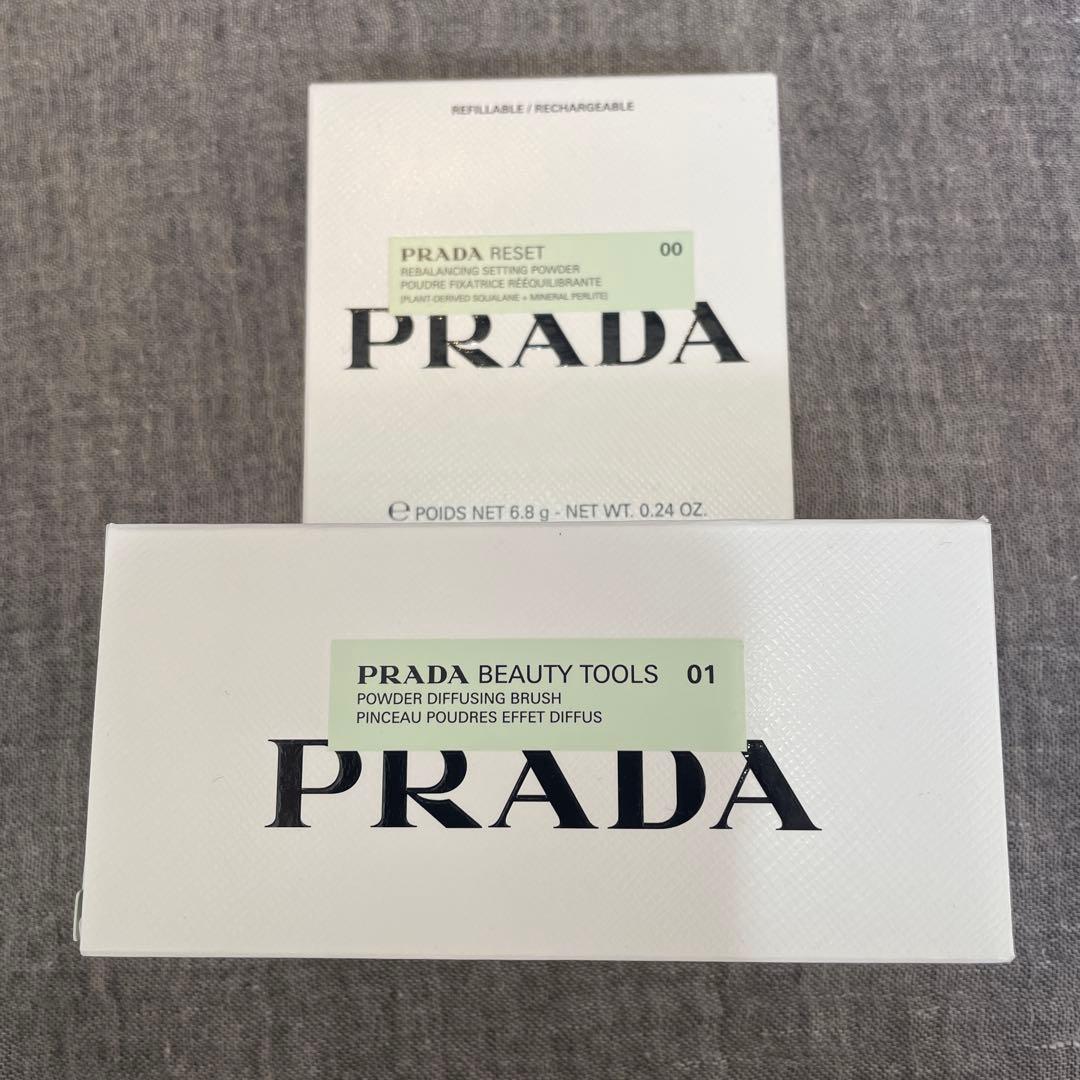 REFILLABLE / RECHARGEABLE
PRADA RESET 00
REBALANCING SETTING POWDER
POUDRE FIXATRICE RÉÉQUILIBRANTE
[PLANT-DERIVED SQUALANE + MINERAL PERLITE]
PRADA
℮ POIDS NET 6.8 g - NET WT. 0.24 OZ.
PRADA BEAUTY TOOLS 01
POWDER DIFFUSING BRUSH
PINCEAU POUDRES EFFET DIFFUS
PRADA